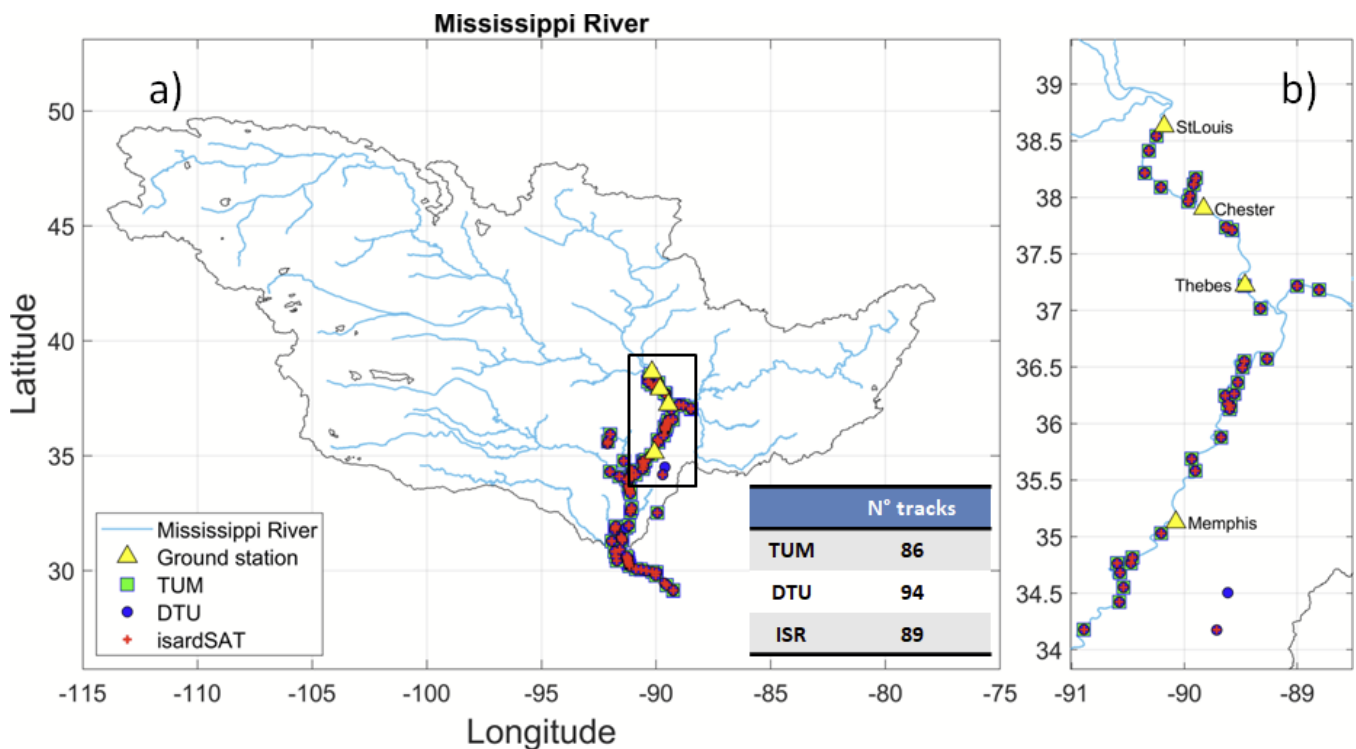 Mississippi River
a)
50
45
40
35
30
Latitude
-115
-110
-105
-100
-95
-90
-85
-80
-75
Longitude
Mississippi River
Ground station
TUM
DTU
isardSAT
N° tracks
TUM 86
DTU 94
ISR 89
b)
39
38.5
38
37.5
37
36.5
36
35.5
35
34.5
34
StLouis
Chester
Thebes
Memphis
-91
-90
-89